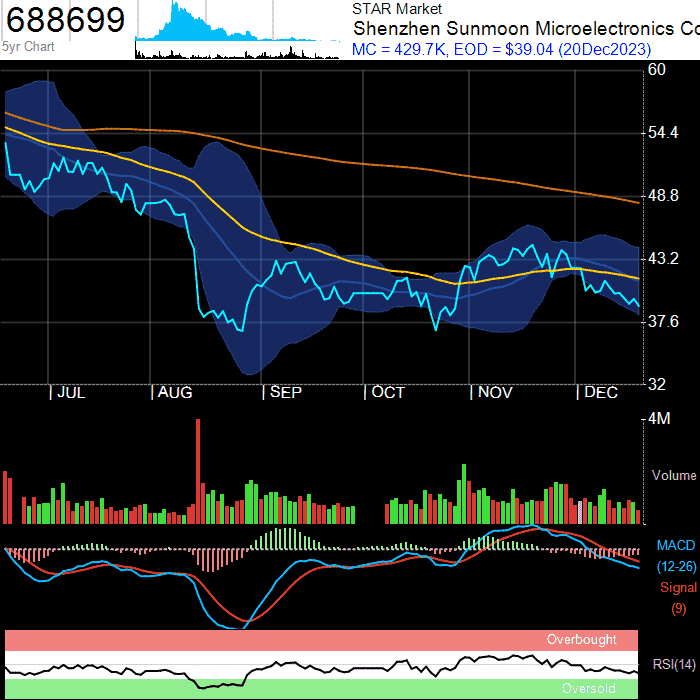 688699
5yr Chart
STAR Market
Shenzhen Sunmoon Microelectronics Co
MC = 429.7K, EOD = $39.04 (20Dec2023)
60
54.4
48.8
43.2
37.6
32
JUL AUG SEP OCT NOV DEC
4M
Volume
MACD
(12-26)
Signal
(9)
Overbought
RSI(14)
Oversold